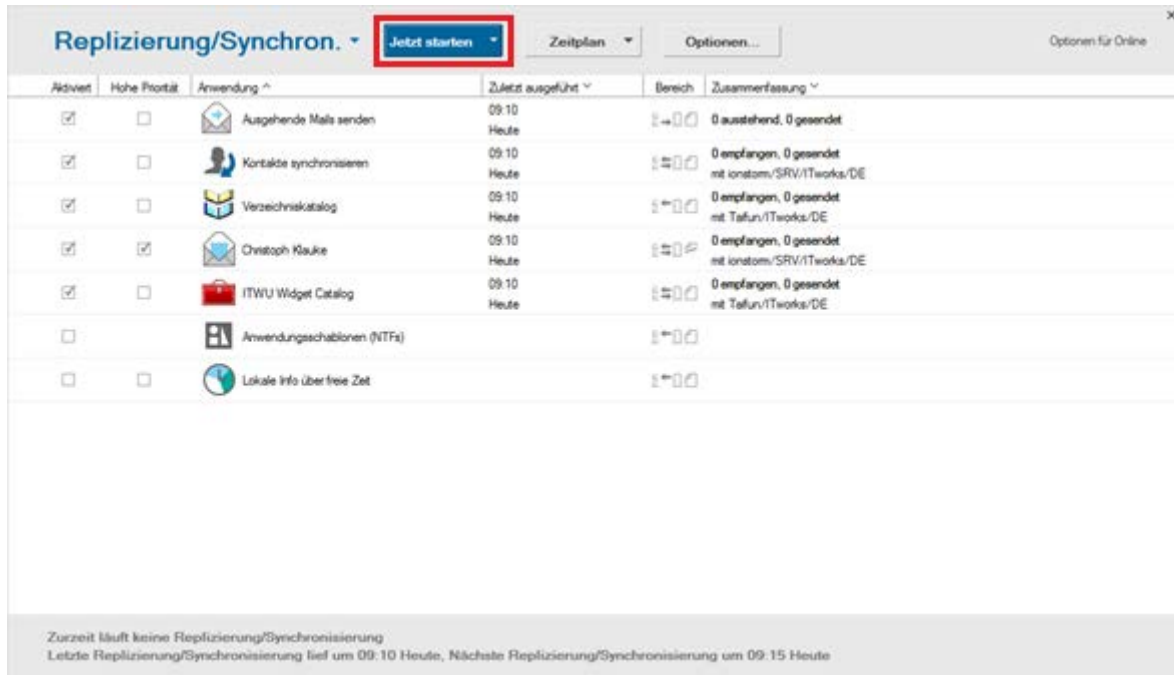 Replizierung/Synchron.
Jetzt starten
Zeitplan
Optionen...
Optionen für Online
Aktiviert Hohe Priorität Anwendung Zuletzt ausgeführt Bereich Zusammenfassung
Ausgehende Mails senden 09:10 Heute 0 ausstehend, 0 gesendet
Kontakte synchronisieren 09:10 Heute 0 empfangen, 0 gesendet
mit ionstorm/SRV/ITworks/DE
Verzeichniskatalog 09:10 Heute 0 empfangen, 0 gesendet
mit Taifun/ITworks/DE
Christoph Klauke 09:10 Heute 0 empfangen, 0 gesendet
mit ionstorm/SRV/ITworks/DE
ITWU Widget Catalog 09:10 Heute 0 empfangen, 0 gesendet
mit Taifun/ITworks/DE
Anwendungsschablonen (NTFs)
Lokale Info über freie Zeit
Zurzeit läuft keine Replizierung/Synchronisierung
Letzte Replizierung/Synchronisierung lief um 09:10 Heute, Nächste Replizierung/Synchronisierung um 09:15 Heute